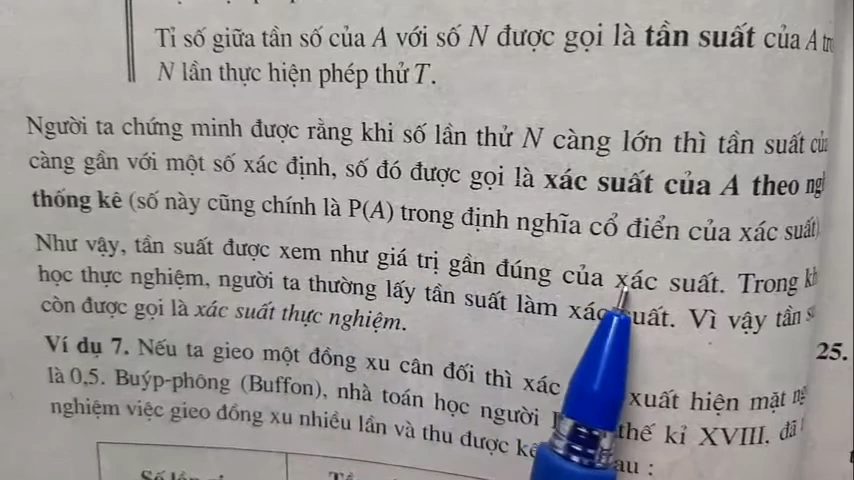 Tỉ số giữa tần số của A với số N được gọi là tần suất của A
N lần thực hiện phép thử T.
Người ta chứng minh được rằng khi số lần thử N càng lớn thì tần suất của
càng gần với một số xác định, số đó được gọi là xác suất của A theo
thống kê (số này cũng chính là P(A) trong định nghĩa cổ điển của xác suất)
Như vậy, tần suất được xem như giá trị gần đúng của xác suất. Trong
học thực nghiệm, người ta thường lấy tần suất làm xác suất. Vì vậy tần
còn được gọi là xác suất thực nghiệm.
Ví dụ 7. Nếu ta gieo một đồng xu cân đối thì xác xuất hiện mặt
là 0,5. Buýp-phông (Buffon), nhà toán học người thế kỉ XVIII, đã
nghiệm việc gieo đồng xu nhiều lần và thu được :
25.